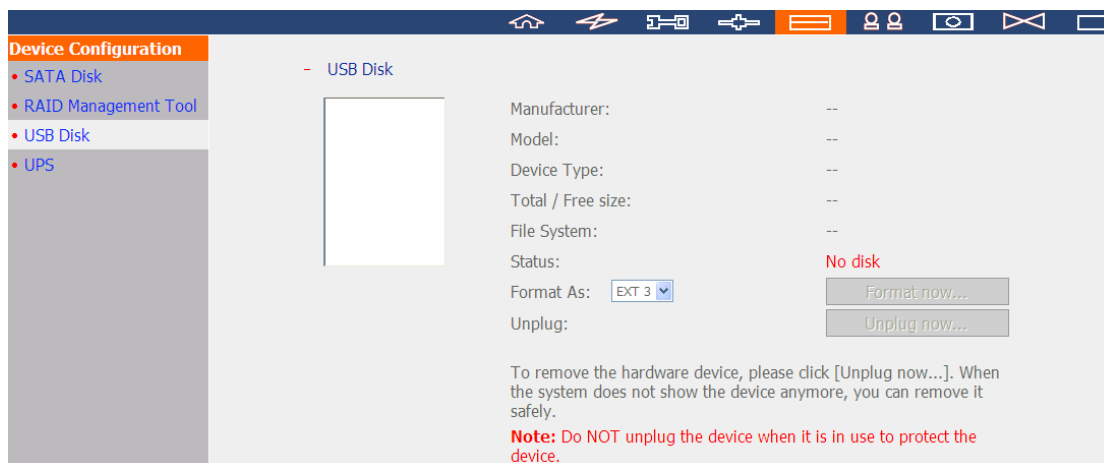 Device Configuration
• SATA Disk
• RAID Management Tool
• USB Disk
• UPS
– USB Disk
Manufacturer: --
Model: --
Device Type: --
Total / Free size: --
File System: --
Status: No disk
Format As: EXT 3 Format now...
Unplug: Unplug now...
To remove the hardware device, please click [Unplug now...]. When
the system does not show the device anymore, you can remove it
safely.
Note: Do NOT unplug the device when it is in use to protect the
device.